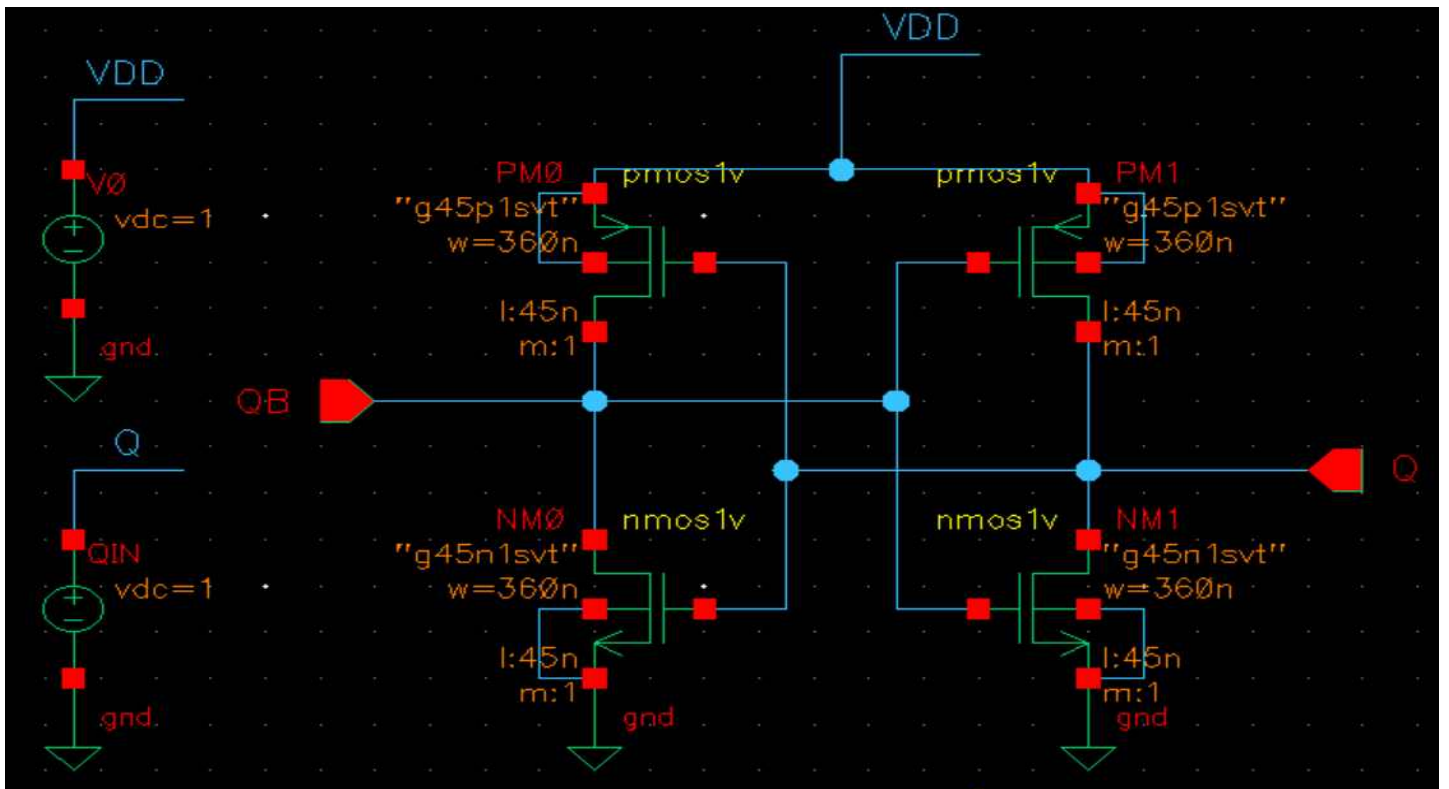 VDD
VDD
V0
vdc=1
gnd
PM0
pmos1v
"g45p1svt"
w=360n
l:45n
m:1
pmos1v
PM1
"g45p1svt"
w=360n
l:45n
m:1
QB
Q
Q
QIN
vdc=1
gnd
NM0
nmos1v
"g45n1svt"
w=360n
l:45n
m:1
gnd
nmos1v
NM1
"g45n1svt"
w=360n
l:45n
m:1
gnd